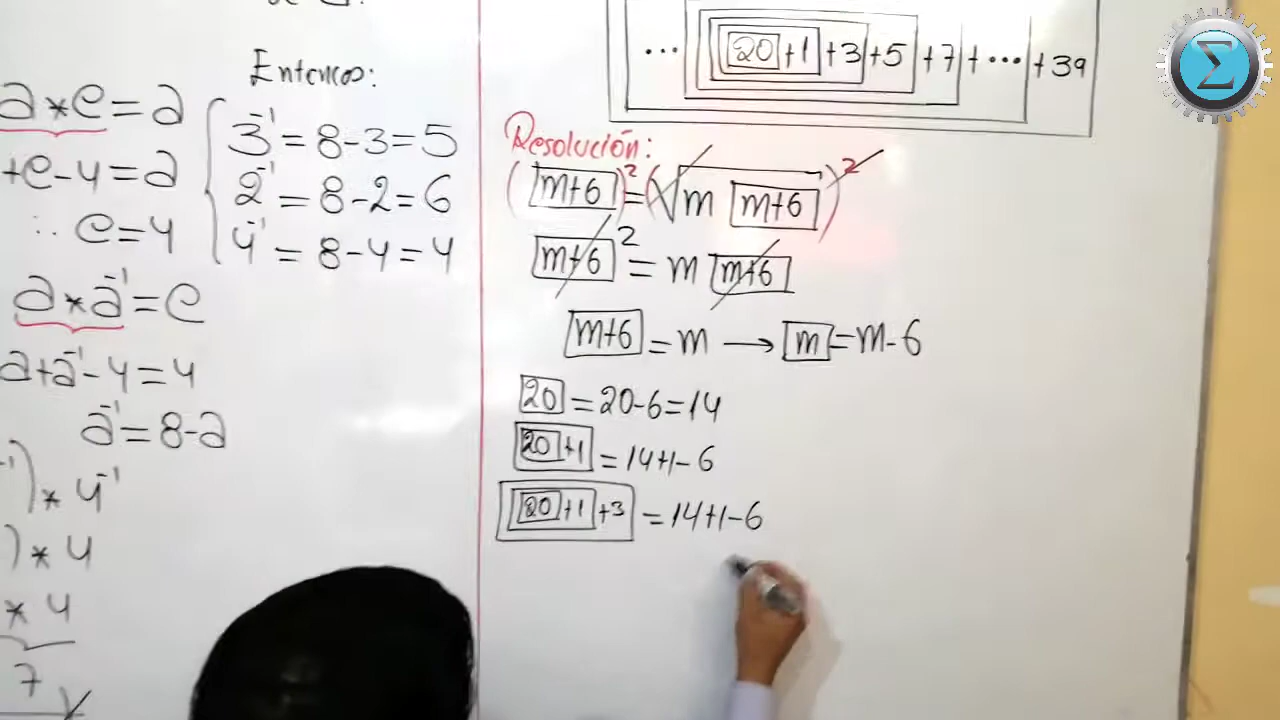 Entonces:
a * e = a
+e-4=a
∴ e=4
3⁻¹ = 8-3=5
2⁻¹ = 8-2=6
4⁻¹ = 8-4=4
a * a⁻¹ = e
a+a⁻¹-4=4
a⁻¹=8-a
⁻¹) * 4⁻¹
) * 4
* 4
7
... 20 +1 +3 +5 +7 + ... +39
Resolución:
(m+6)² = (√m m+6)²
m+6² = m m+6
m+6 = m → m = m-6
20 = 20-6=14
20 +1 = 14+1-6
20 +1 +3 = 14+1-6
Σ